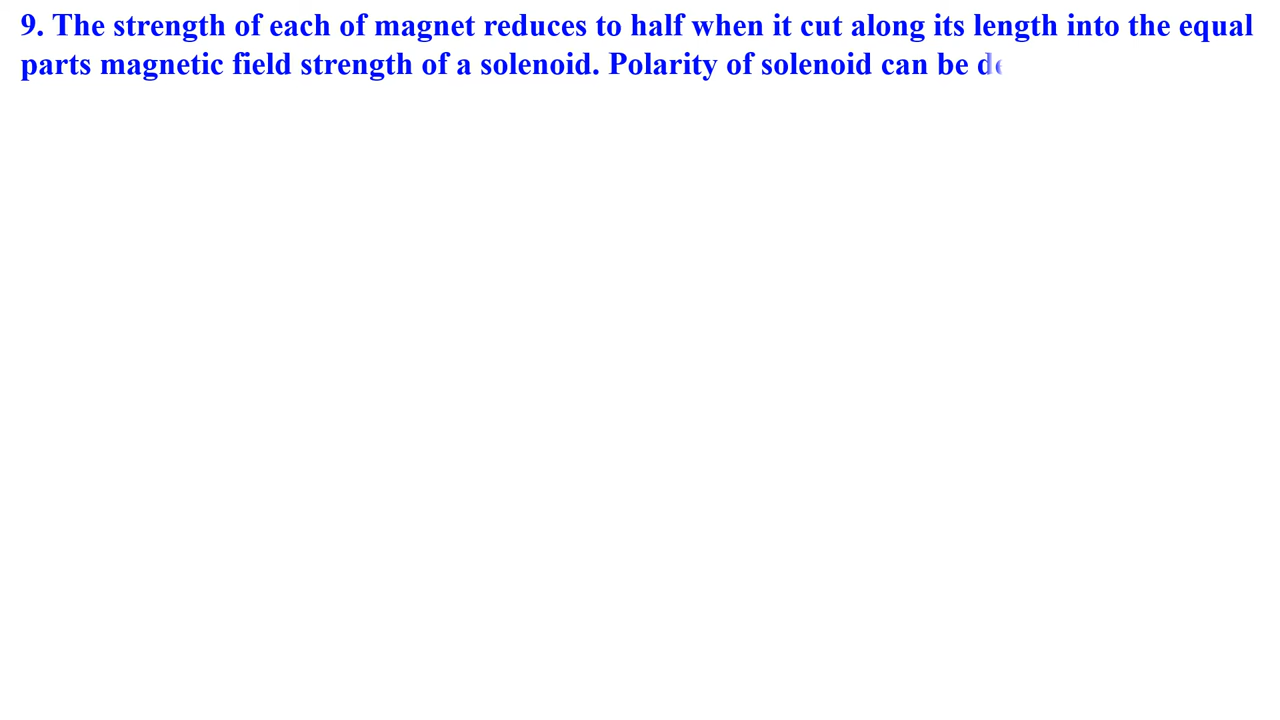 9. The strength of each of magnet reduces to half when it cut along its length into the equal
parts magnetic field strength of a solenoid. Polarity of solenoid can be